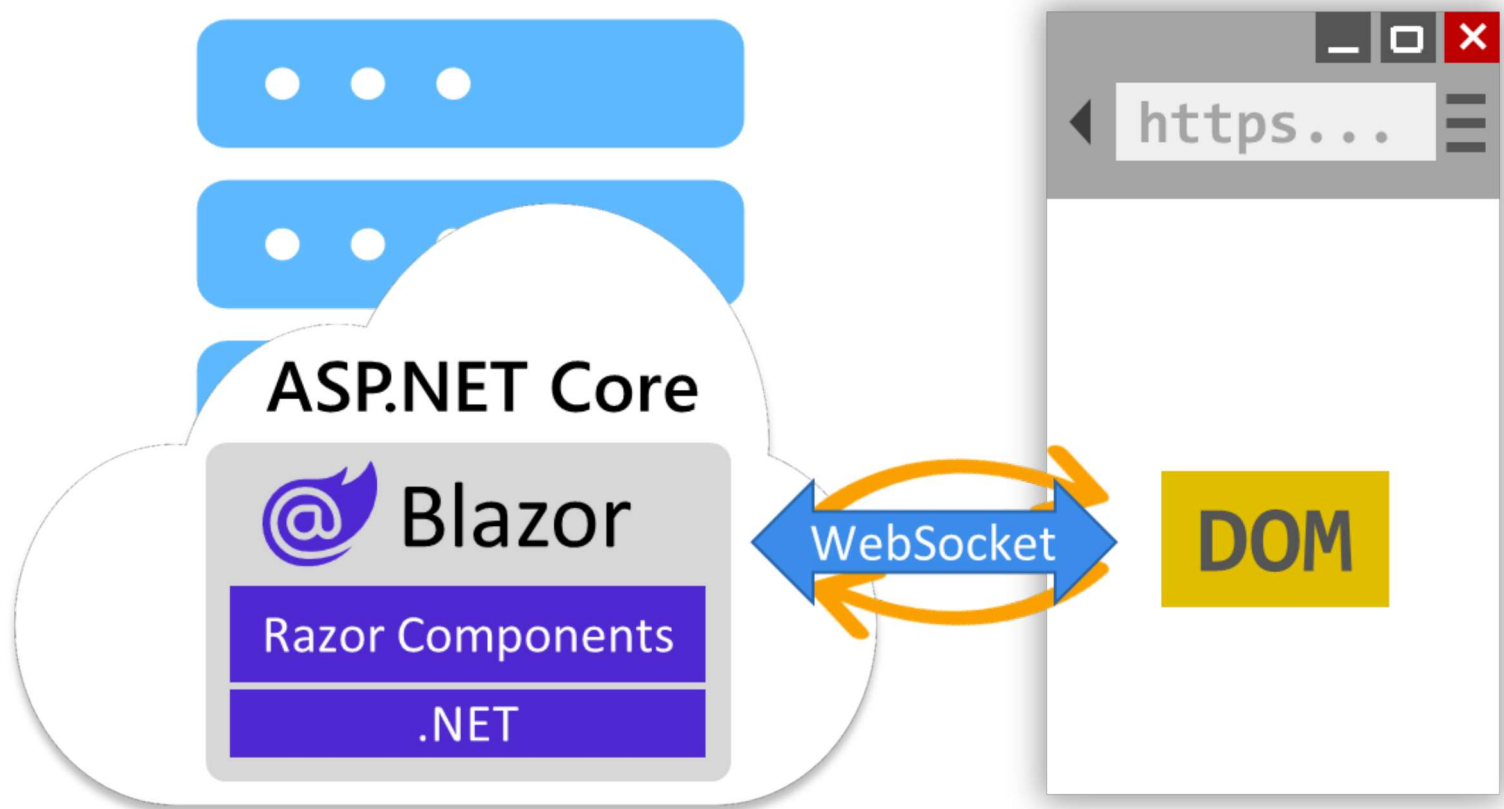 https...
ASP.NET Core
@ Blazor
WebSocket
DOM
Razor Components
.NET